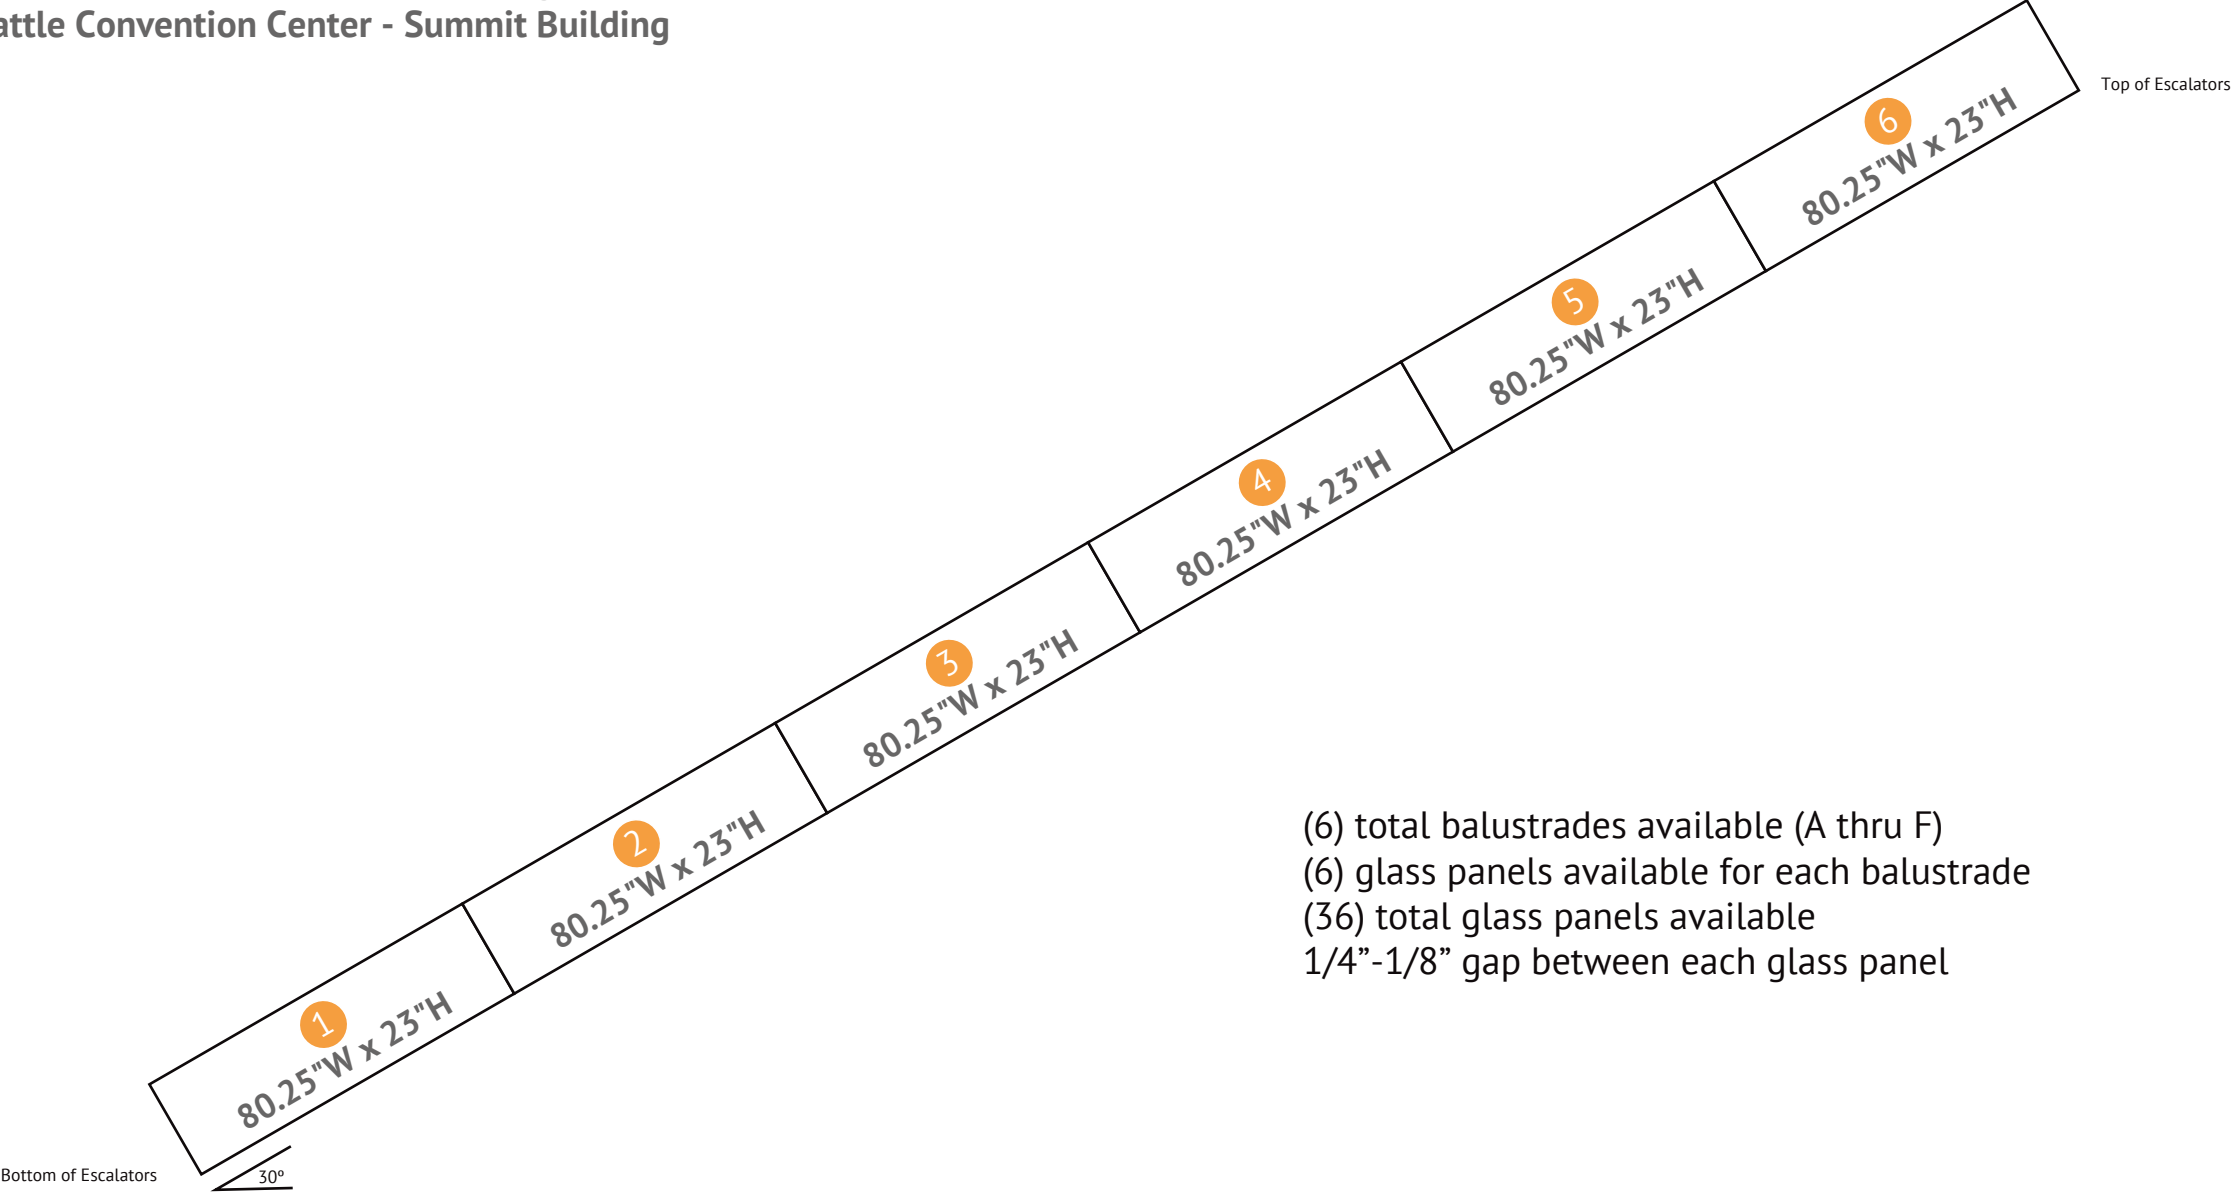 attle Convention Center - Summit Building
Top of Escalators
6
80.25"W x 23"H
5
80.25"W x 23"H
4
80.25"W x 23"H
3
80.25"W x 23"H
2
80.25"W x 23"H
1
80.25"W x 23"H
(6) total balustrades available (A thru F)
(6) glass panels available for each balustrade
(36) total glass panels available
1/4”-1/8” gap between each glass panel
Bottom of Escalators
30º